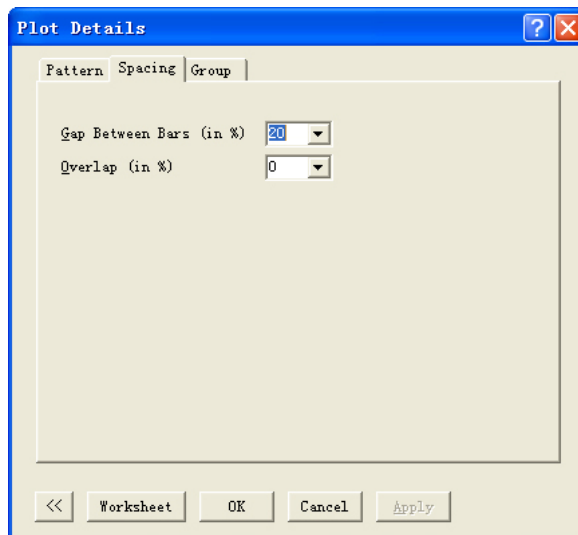 Plot Details
Pattern Spacing Group
Gap Between Bars (in %) 20
Overlap (in %) 0
<< Worksheet OK Cancel Apply